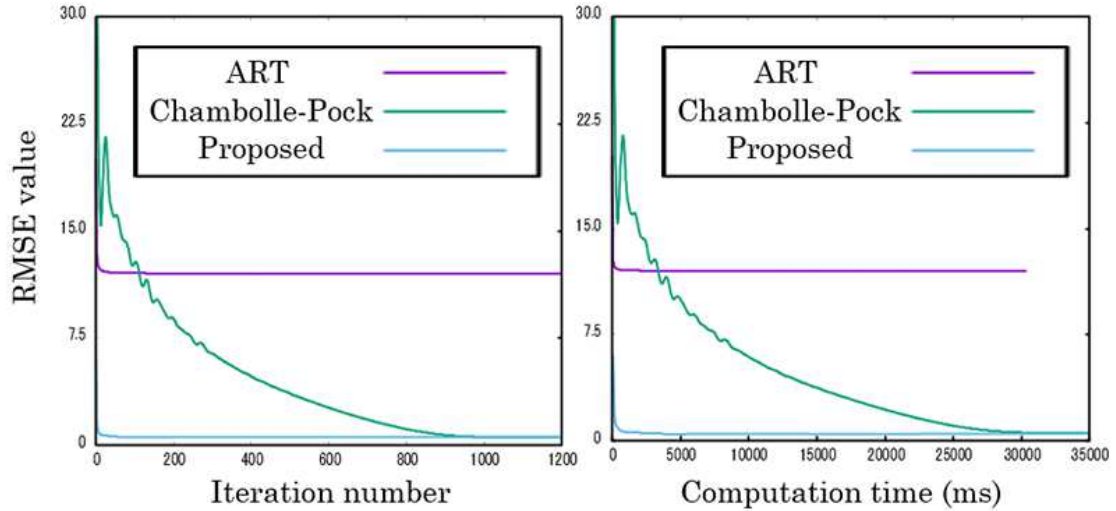 30.0
22.5
15.0
7.5
0
RMSE value
ART
Chambolle-Pock
Proposed
0 200 400 600 800 1000 1200
Iteration number
30.0
22.5
15.0
7.5
0
ART
Chambolle-Pock
Proposed
0 5000 10000 15000 20000 25000 30000 35000
Computation time (ms)